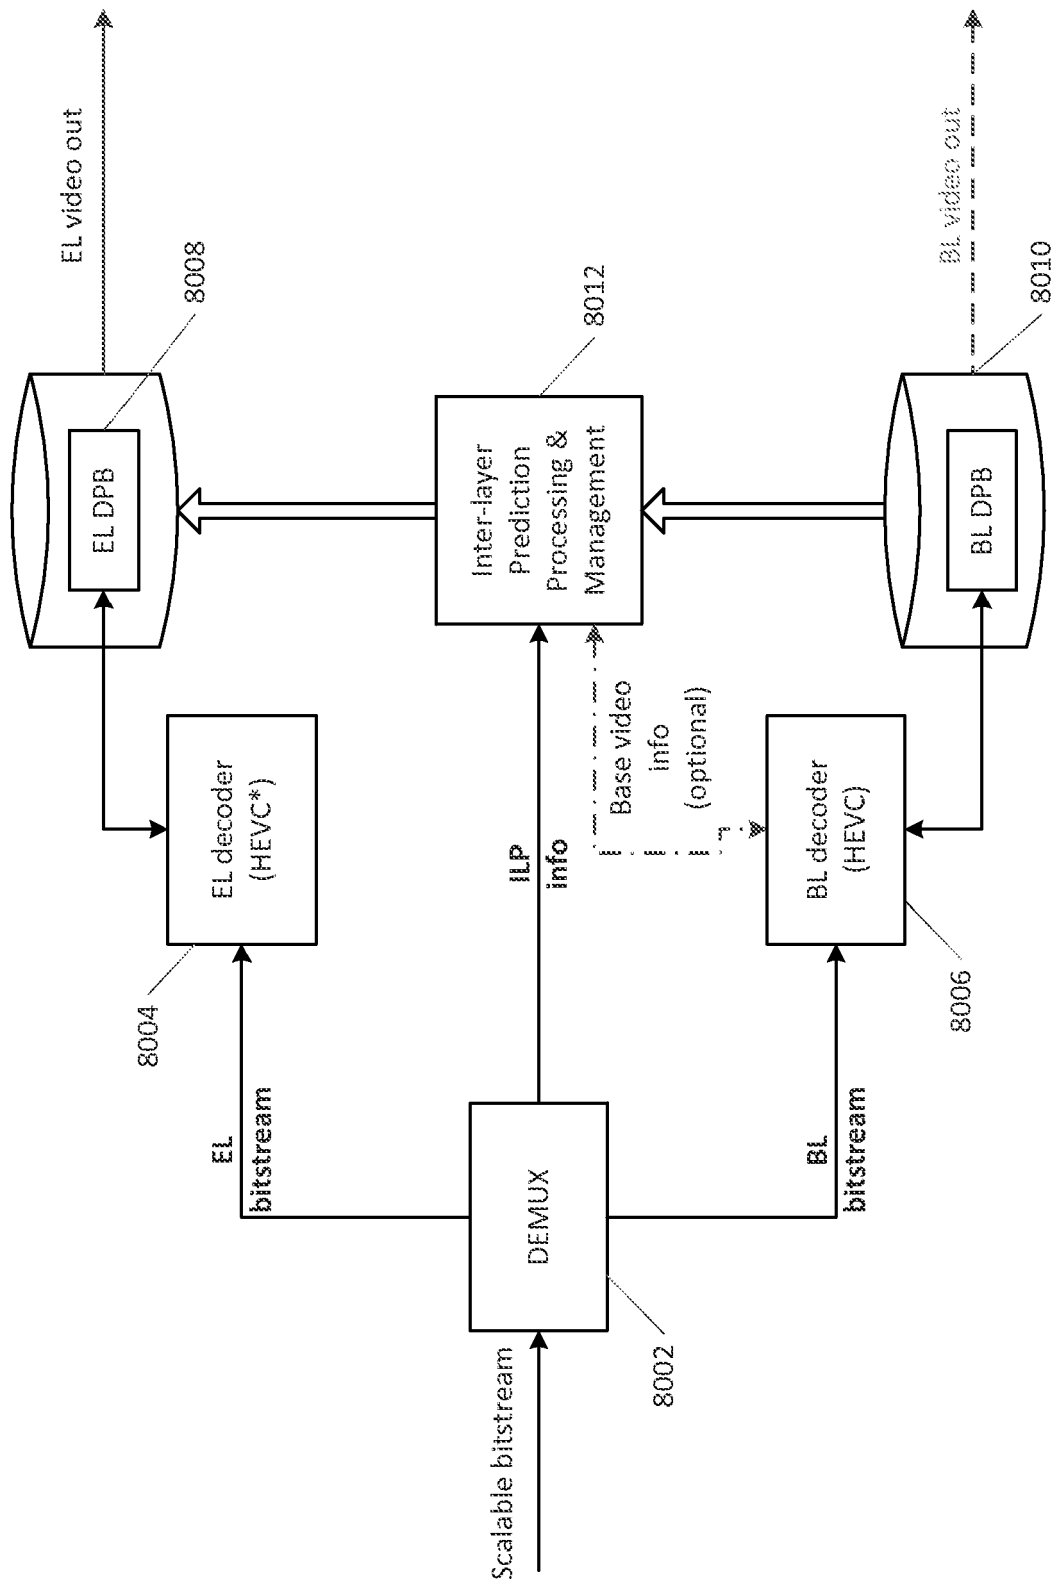 Scalable bitstream
DEMUX
8002
EL
bitstream
8004
EL decoder
(HEVC*)
EL DPB
8008
EL video out
ILP
info
Inter-layer
Prediction
Processing &
Management
8012
Base video
info
(optional)
BL
bitstream
BL decoder
(HEVC)
8006
BL DPB
8010
BL video out